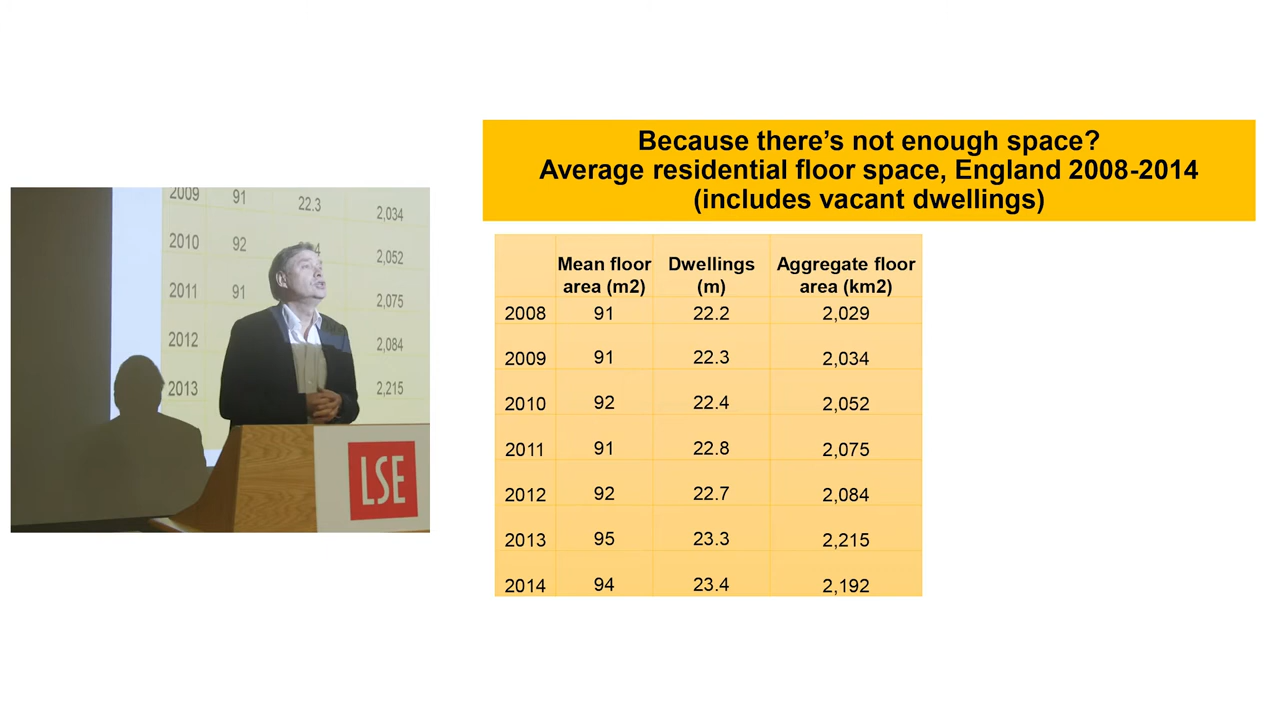 Because there's not enough space?
Average residential floor space, England 2008-2014
(includes vacant dwellings)
Mean floor area (m2) Dwellings (m) Aggregate floor area (km2)
2008 91 22.2 2,029
2009 91 22.3 2,034
2010 92 22.4 2,052
2011 91 22.8 2,075
2012 92 22.7 2,084
2013 95 23.3 2,215
2014 94 23.4 2,192
2009 91 22.3 2,034
2010 92 2,052
2011 91 2,075
2012 2,084
2013 2,215
LSE